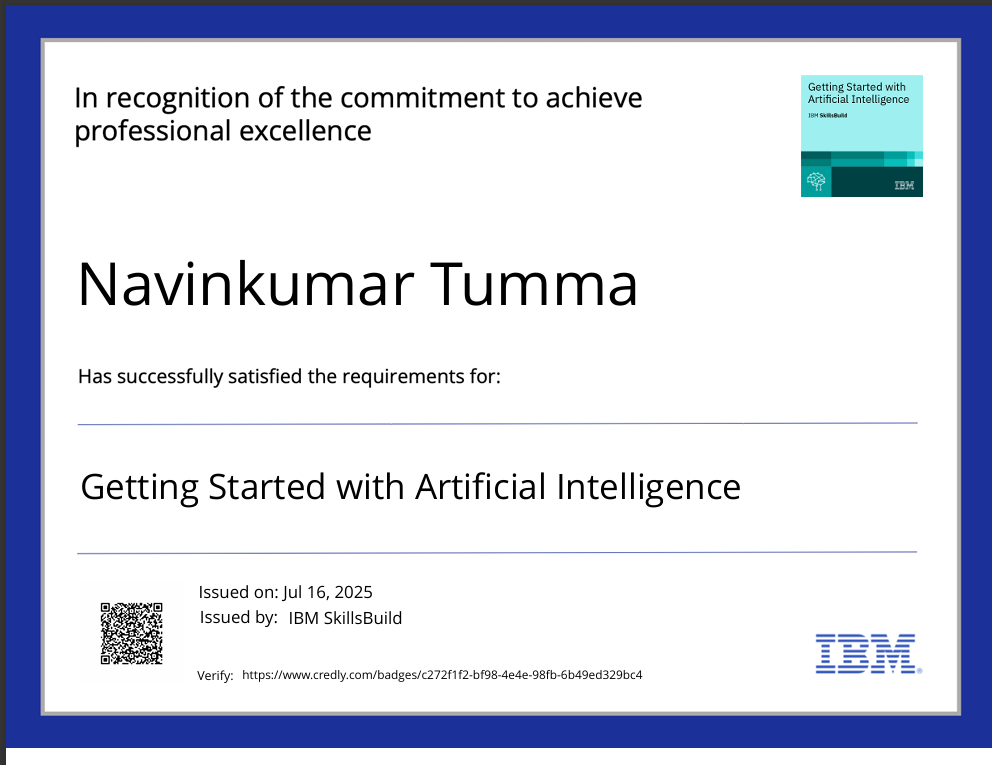 In recognition of the commitment to achieve
professional excellence
Getting Started with
Artificial Intelligence
IBM SkillsBuild
IBM
Navinkumar Tumma
Has successfully satisfied the requirements for:
Getting Started with Artificial Intelligence
Issued on: Jul 16, 2025
Issued by: IBM SkillsBuild
Verify: https://www.credly.com/badges/c272f1f2-bf98-4e4e-98fb-6b49ed329bc4
IBM®